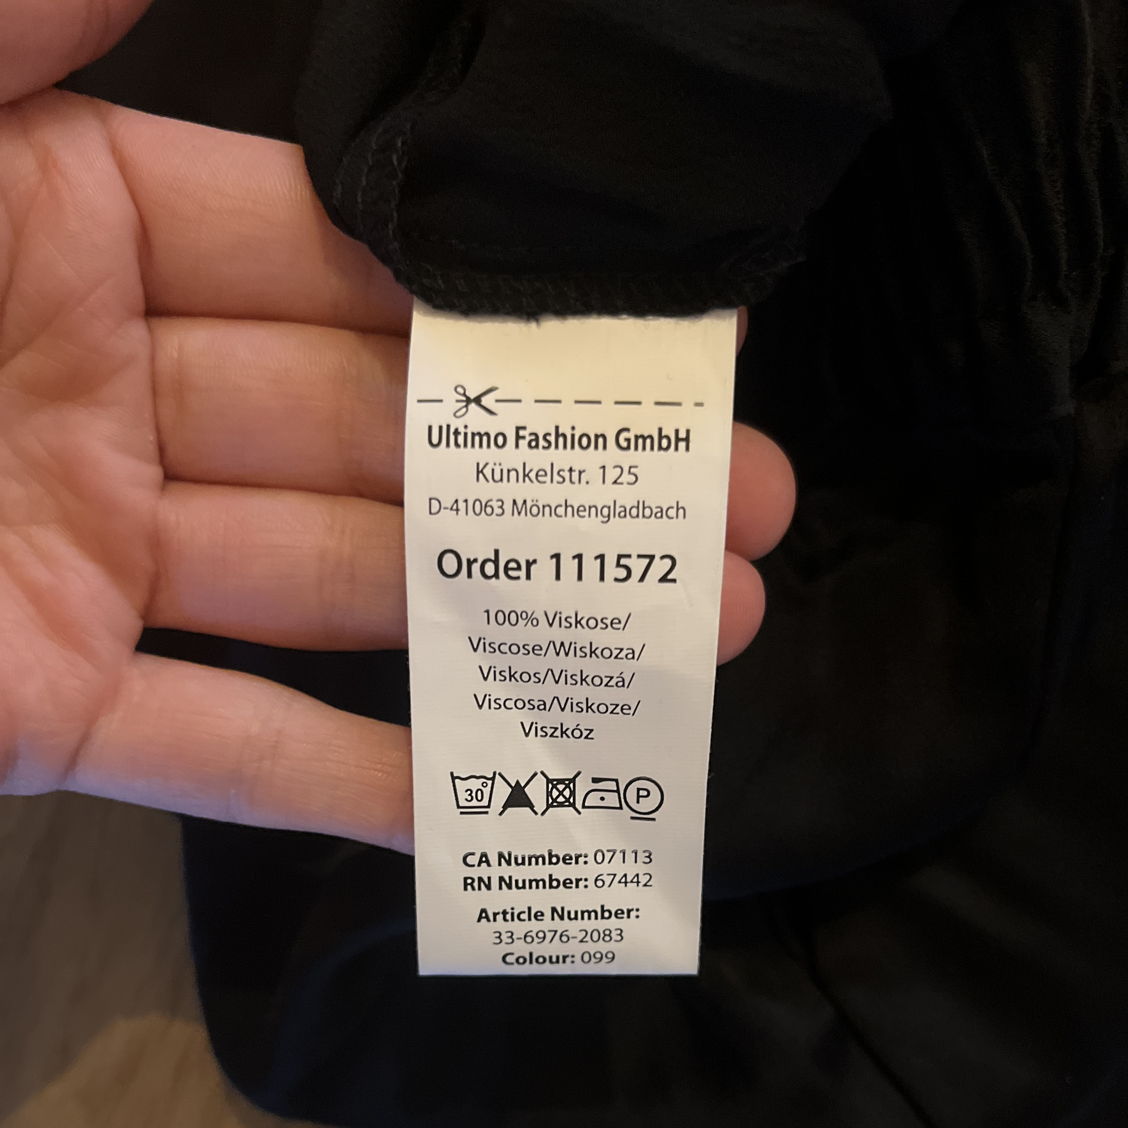 Ultimo Fashion GmbH
Künkelstr. 125
D-41063 Mönchengladbach
Order 111572
100% Viskose/
Viscose/Wiskoza/
Viskos/Viskozá/
Viscosa/Viskoze/
Viszkóz
30° P
CA Number: 07113
RN Number: 67442
Article Number:
33-6976-2083
Colour: 099